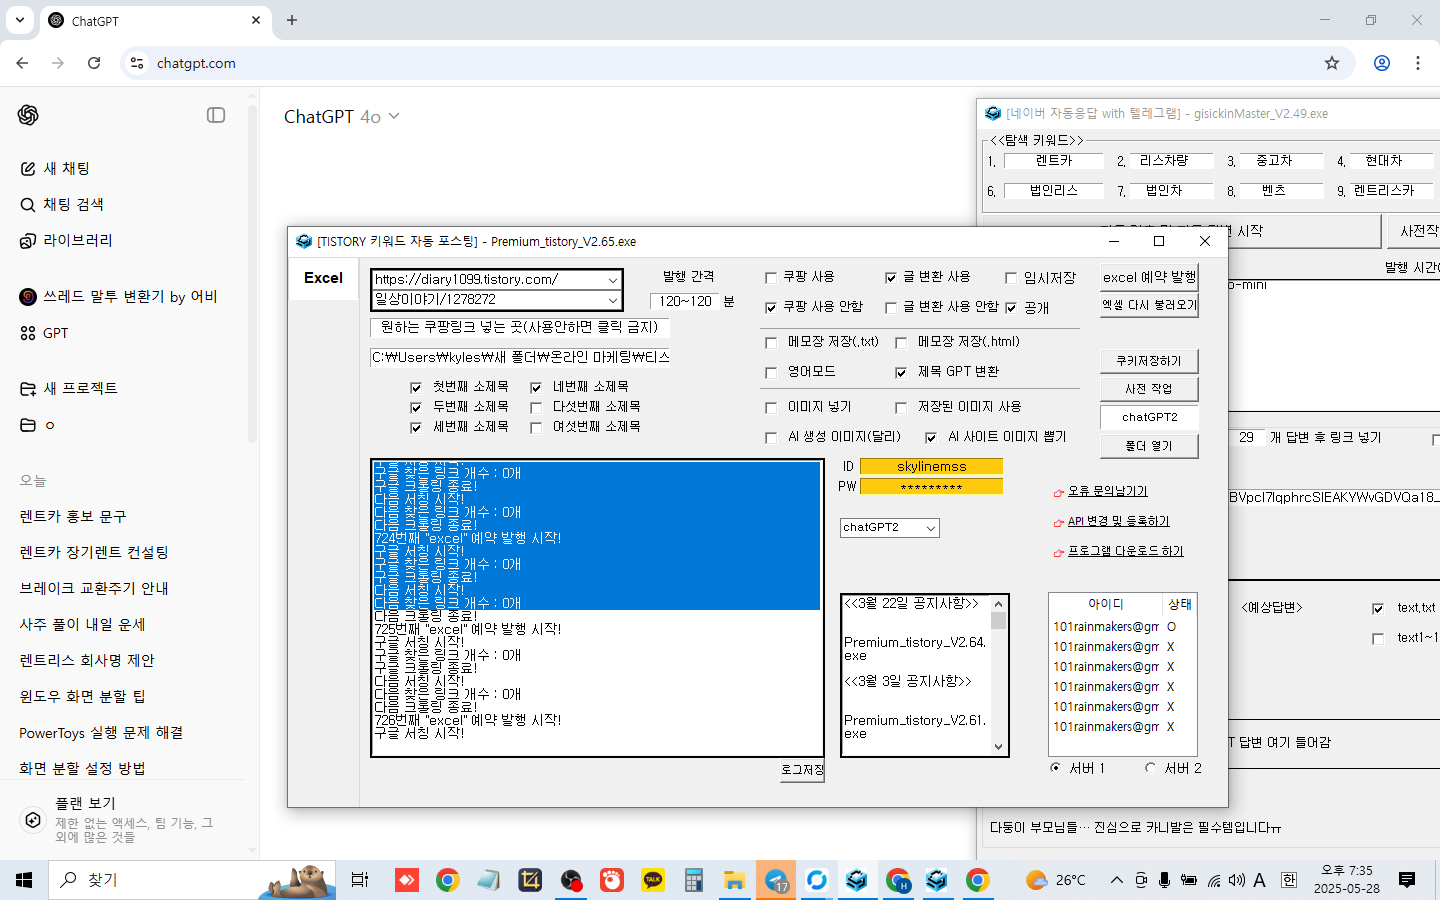 ChatGPT
chatgpt.com
ChatGPT 4o
새 채팅
채팅 검색
라이브러리
쓰레드 말투 변환기 by 어비
GPT
새 프로젝트
ㅇ
오늘
렌트카 홍보 문구
렌트카 장기렌트 컨설팅
브레이크 교환주기 안내
사주 풀이 내일 운세
렌트리스 회사명 제안
윈도우 화면 분할 팁
PowerToys 실행 문제 해결
화면 분할 설정 방법
플랜 보기
제한 없는 액세스, 팀 기능, 그
외에 많은 것들
[네이버 자동응답 with 텔레그램] - gisickinMaster_V2.49.exe
<<탐색 키워드>>
1. 렌트카 2. 리스차량 3. 중고차 4. 현대차
6. 법인리스 7. 법인차 8. 벤츠 9. 렌트리스카
시작 사전작
발행 시간(
o-mini
29 개 답변 후 링크 넣기
<예상답변> text.txt
text1~1
T 답변 여기 들어감
다둥이 부모님들… 진심으로 카니발은 필수템입니다ㅠ
[TISTORY 키워드 자동 포스팅] - Premium_tistory_V2.65.exe
Excel
https://diary1099.tistory.com/
일상이야기/1278272
발행 간격
120~120 분
원하는 쿠팡링크 넣는 곳(사용안하면 클릭 금지)
C:₩Users₩kyles₩새 폴더₩온라인 마케팅₩티스
첫번째 소제목 네번째 소제목
두번째 소제목 다섯번째 소제목
세번째 소제목 여섯번째 소제목
쿠팡 사용 글 변환 사용 임시저장
쿠팡 사용 안함 글 변환 사용 안함 공개
메모장 저장(.txt) 메모장 저장(.html)
영어모드 제목 GPT 변환
이미지 넣기 저장된 이미지 사용
AI 생성 이미지(달리) AI 사이트 이미지 뽑기
excel 예약 발행
엑셀 다시 불러오기
쿠키저장하기
사전 작업
chatGPT2
폴더 열기
구글 찾은 링크 개수 : 0개
구글 크롤링 종료!
다음 서칭 시작!
다음 찾은 링크 개수 : 0개
다음 크롤링 종료!
724번째 "excel" 예약 발행 시작!
구글 서칭 시작!
구글 찾은 링크 개수 : 0개
구글 크롤링 종료!
다음 서칭 시작!
다음 찾은 링크 개수 : 0개
다음 크롤링 종료!
725번째 "excel" 예약 발행 시작!
구글 서칭 시작!
구글 찾은 링크 개수 : 0개
구글 크롤링 종료!
다음 서칭 시작!
다음 찾은 링크 개수 : 0개
다음 크롤링 종료!
726번째 "excel" 예약 발행 시작!
구글 서칭 시작!
로그저장
ID skylinemss
PW *********
chatGPT2
오류 문의남기기
API 변경 및 등록하기
프로그램 다운로드 하기
<<3월 22일 공지사항>>
Premium_tistory_V2.64.
exe
<<3월 3일 공지사항>>
Premium_tistory_V2.61.
exe
아이디 상태
101rainmakers@gm O
101rainmakers@gm X
101rainmakers@gm X
101rainmakers@gm X
101rainmakers@gm X
101rainmakers@gm X
서버 1 서버 2
찾기
TALK
17
H
26°C
A
한
오후 7:35
2025-05-28